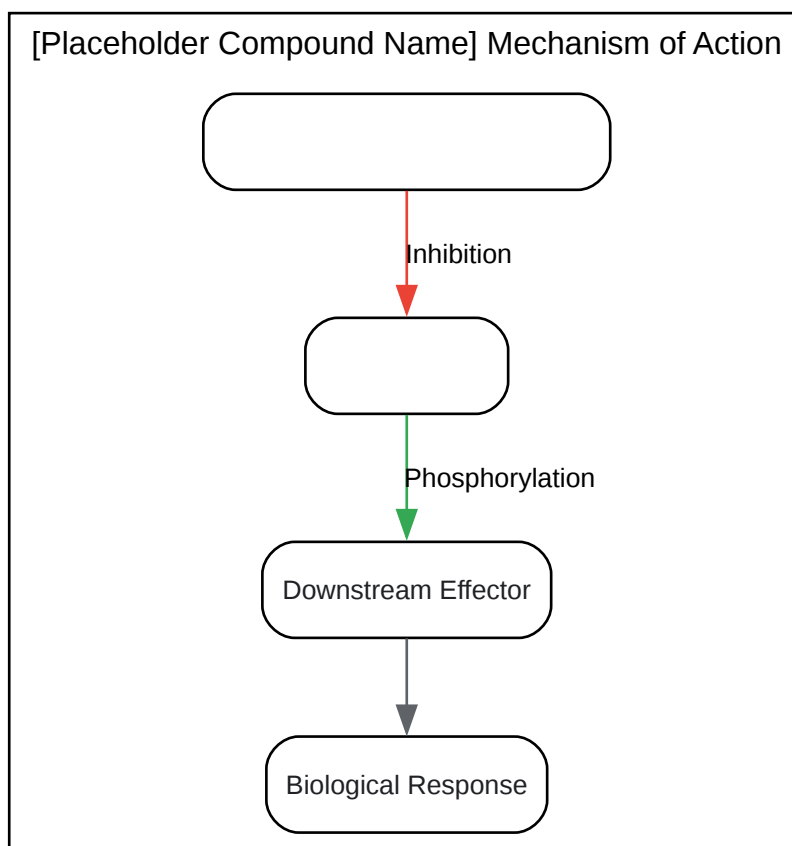 [Placeholder Compound Name] Mechanism of Action
Inhibition
Phosphorylation
Downstream Effector
Biological Response